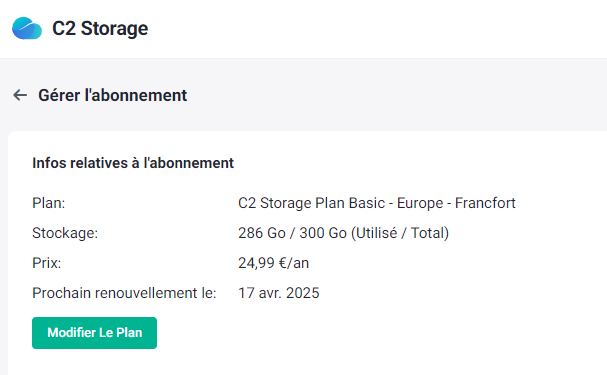 C2 Storage
Gérer l'abonnement
Infos relatives à l'abonnement
Plan: C2 Storage Plan Basic - Europe - Francfort
Stockage: 286 Go / 300 Go (Utilisé / Total)
Prix: 24,99 €/an
Prochain renouvellement le: 17 avr. 2025
Modifier Le Plan